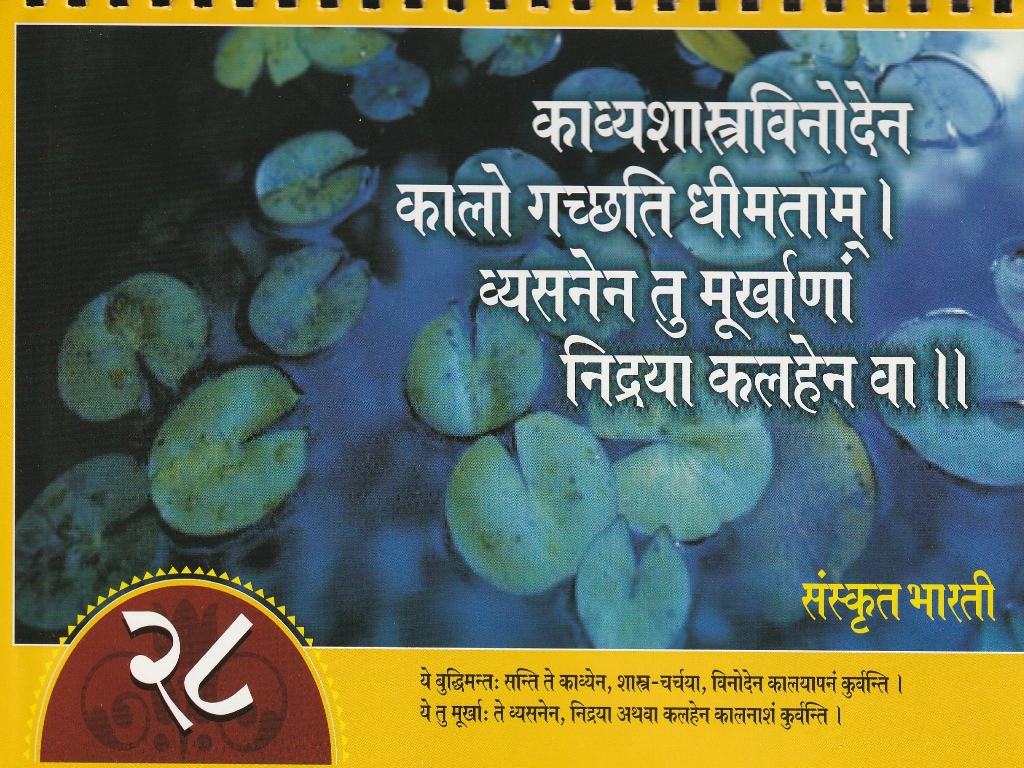 काव्यशास्त्रविनोदेन
कालो गच्छति धीमताम् ।
व्यसनेन तु मूर्खाणां
निद्रया कलहेन वा ।।
संस्कृत भारती
२८
ये बुद्धिमन्तः सन्ति ते काव्येन, शास्त्र-चर्चया, विनोदेन कालयापनं कुर्वन्ति ।
ये तु मूर्खाः ते व्यसनेन, निद्रया अथवा कलहेन कालनाशं कुर्वन्ति ।